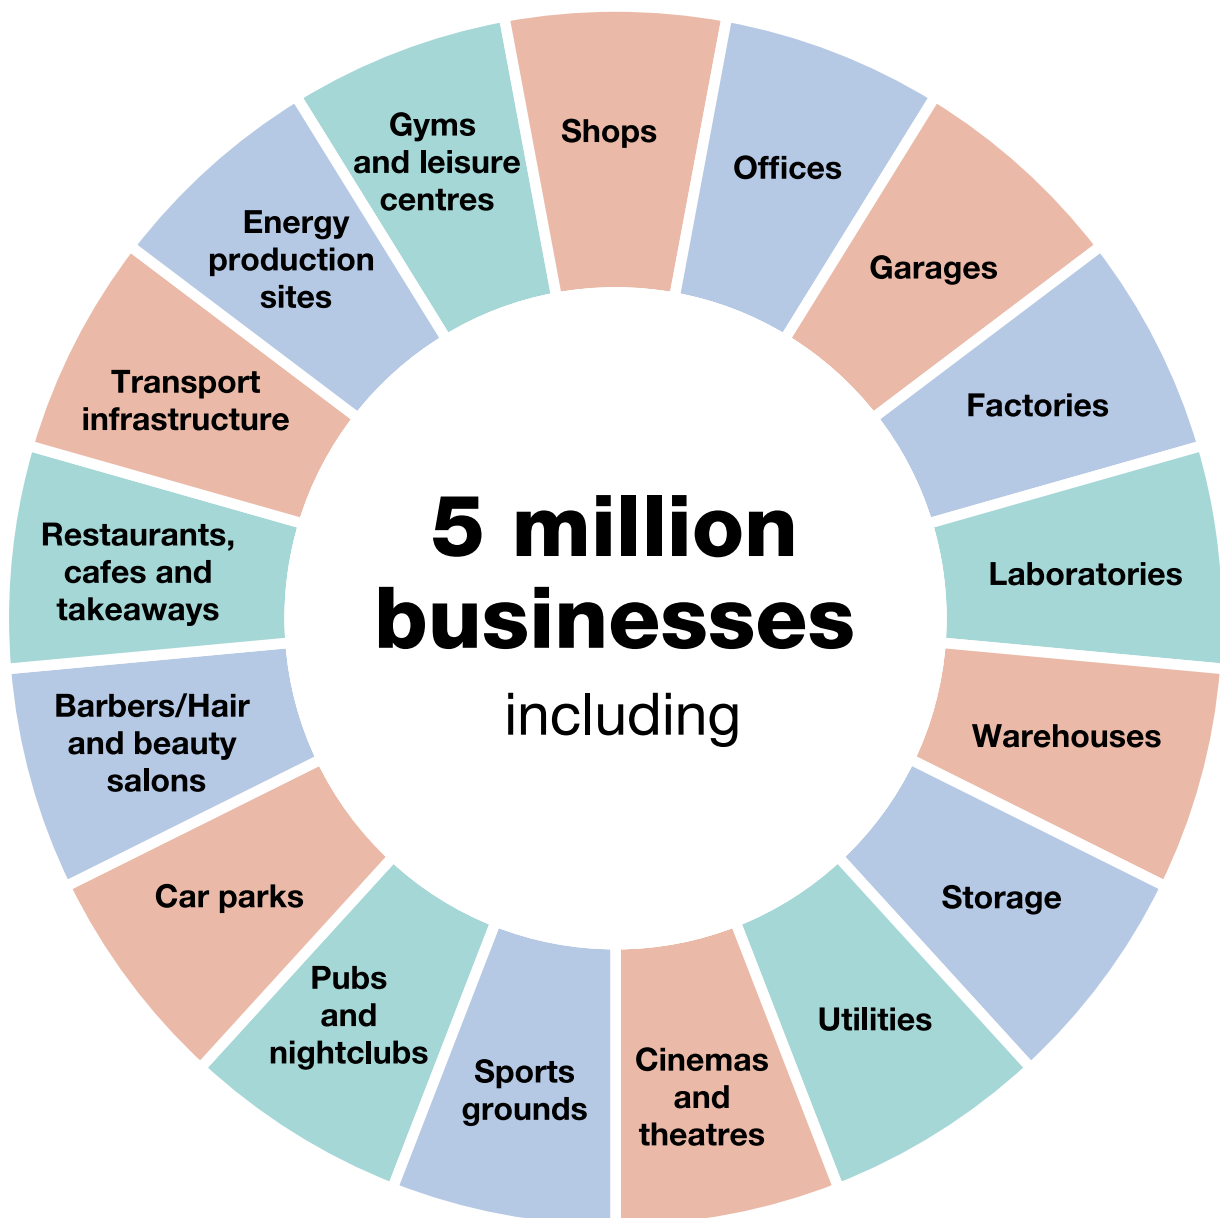 5 million
businesses
including
Shops
Offices
Garages
Factories
Laboratories
Warehouses
Storage
Utilities
Cinemas
and
theatres
Sports
grounds
Pubs
and
nightclubs
Car parks
Barbers/Hair
and beauty
salons
Restaurants,
cafes and
takeaways
Transport
infrastructure
Energy
production
sites
Gyms
and leisure
centres